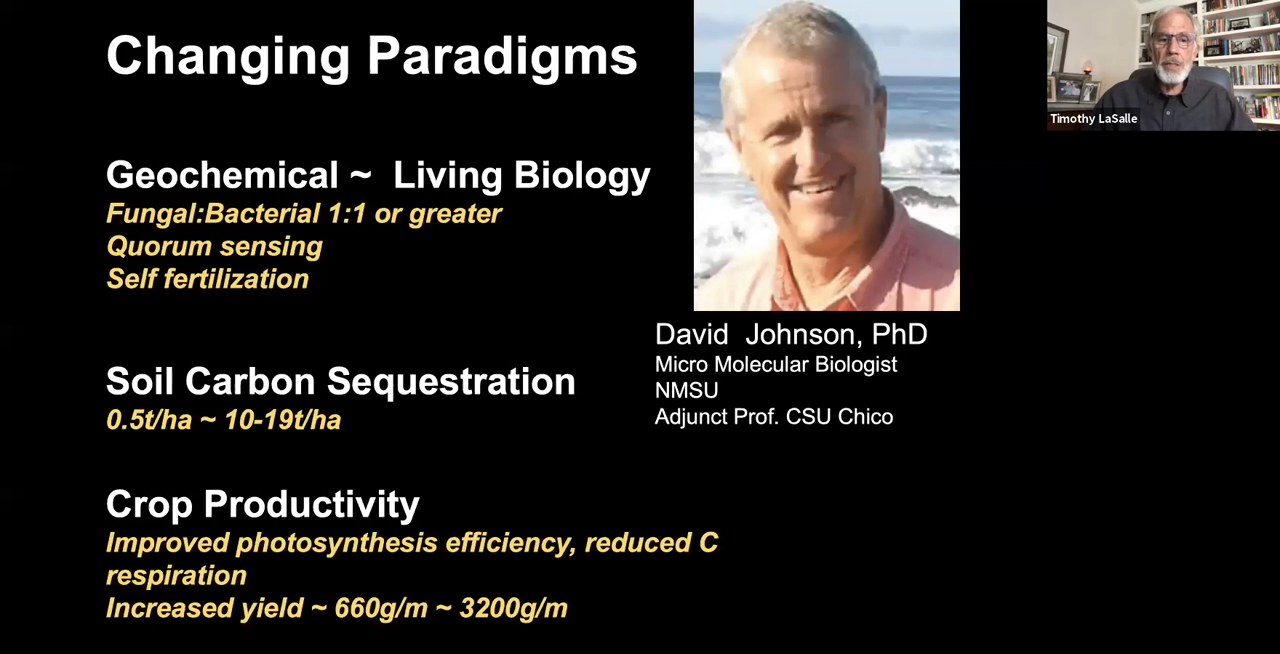 Changing Paradigms
Geochemical ~ Living Biology
Fungal:Bacterial 1:1 or greater
Quorum sensing
Self fertilization
Soil Carbon Sequestration
0.5t/ha ~ 10-19t/ha
Crop Productivity
Improved photosynthesis efficiency, reduced C
respiration
Increased yield ~ 660g/m ~ 3200g/m
David Johnson, PhD
Micro Molecular Biologist
NMSU
Adjunct Prof. CSU Chico
Timothy LaSalle